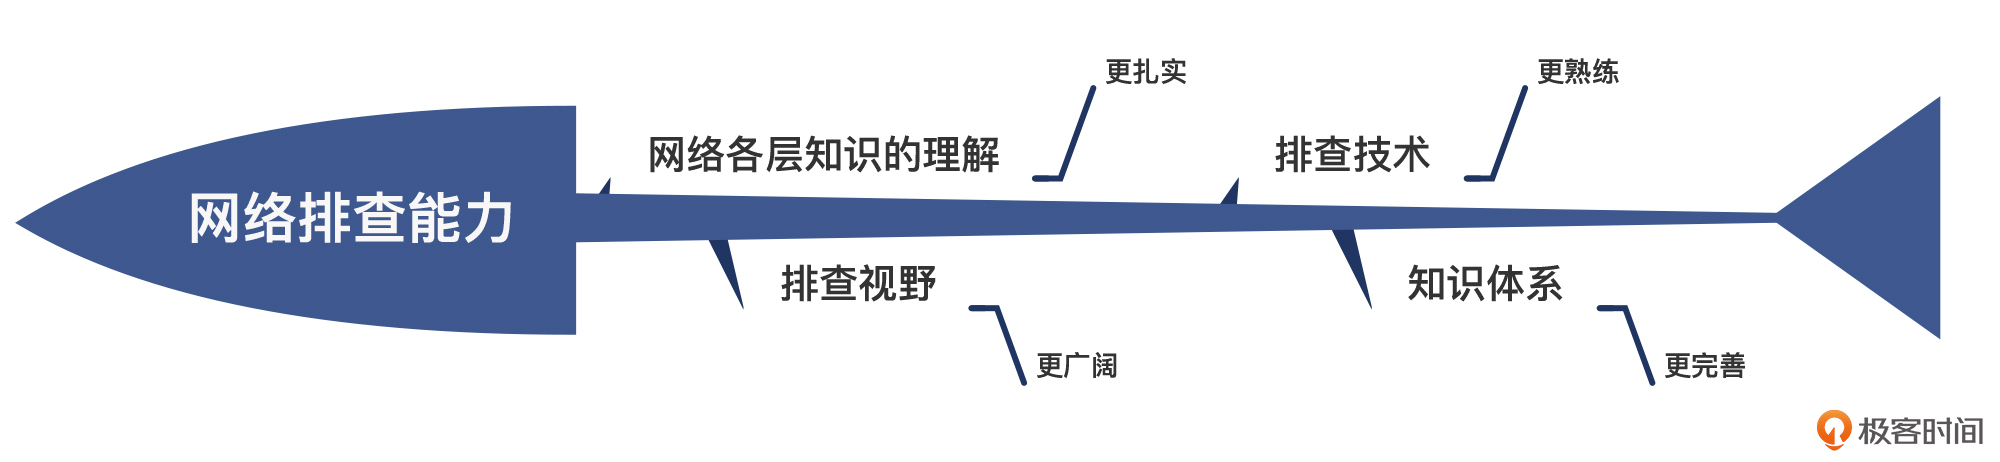 更扎实
更熟练
网络各层知识的理解
排查技术
网络排查能力
排查视野
知识体系
更广阔
更完善
极客时间